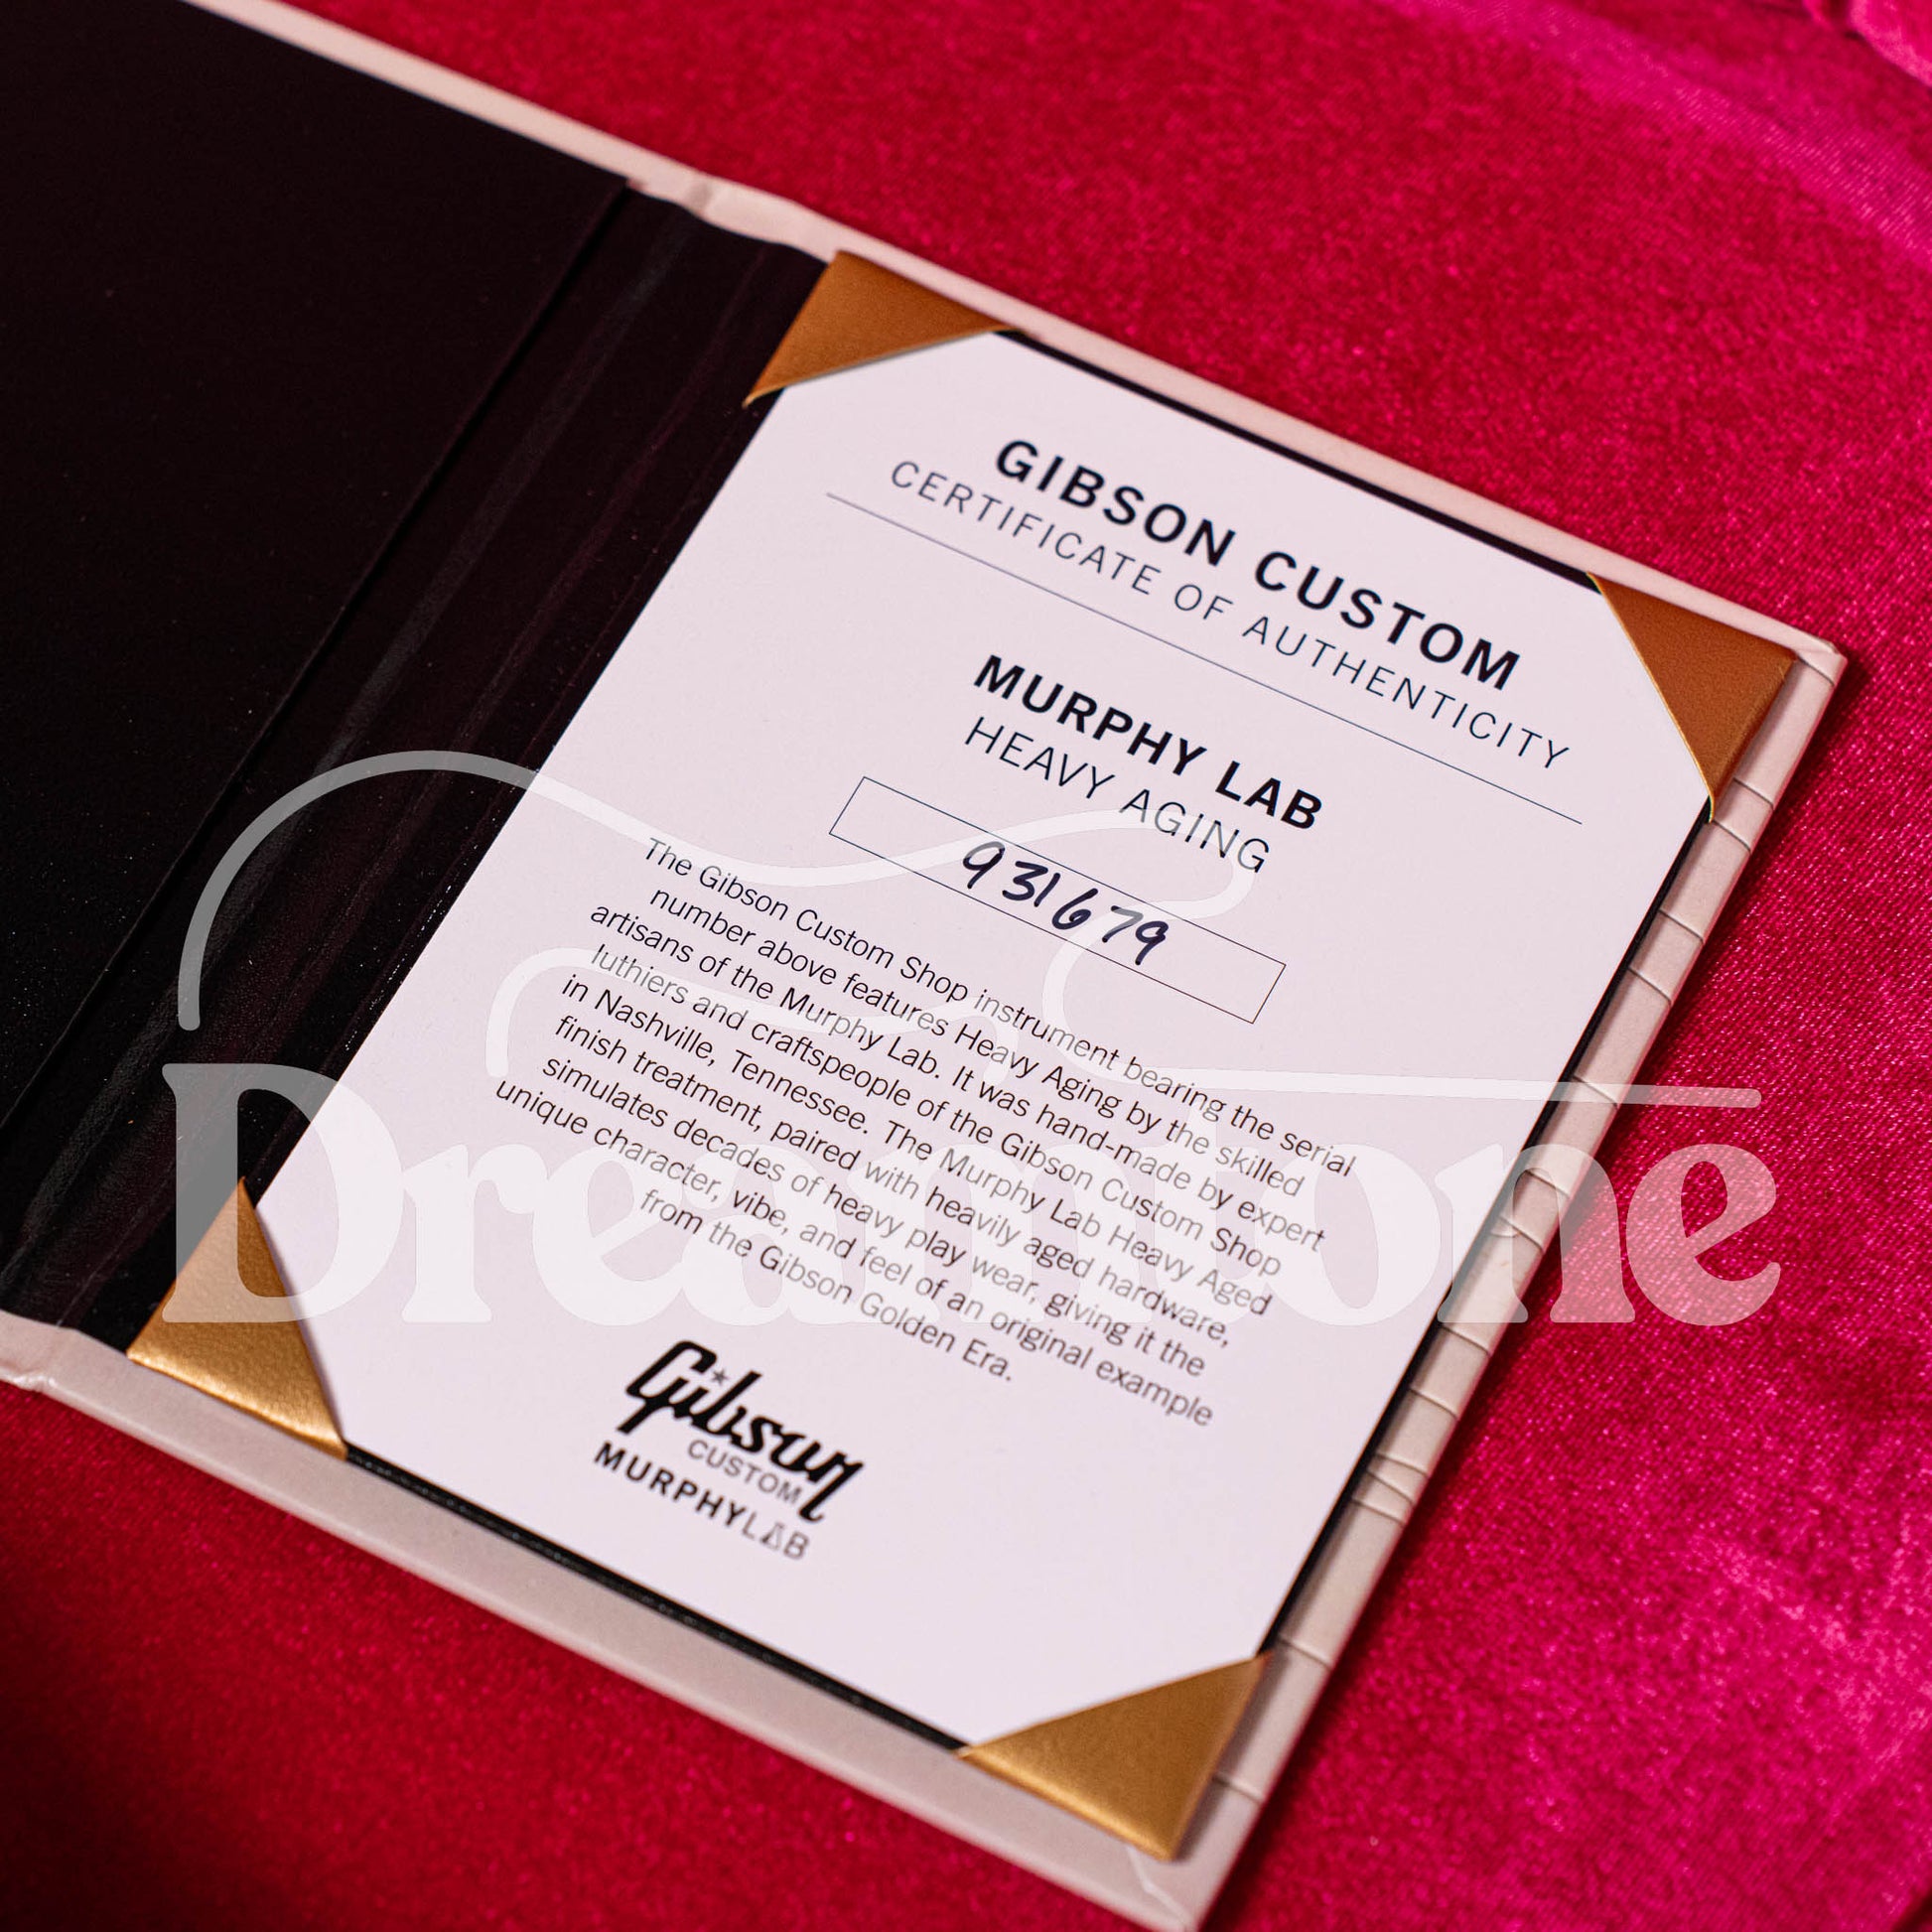 GIBSON CUSTOM
CERTIFICATE OF AUTHENTICITY
MURPHY LAB
HEAVY AGING
931679
The Gibson Custom Shop instrument bearing the serial
number above features Heavy Aging by the skilled
artisans of the Murphy Lab. It was hand-made by expert
luthiers and craftspeople of the Gibson Custom Shop
in Nashville, Tennessee. The Murphy Lab Heavy Aged
finish treatment, paired with heavily aged hardware,
simulates decades of heavy play wear, giving it the
unique character, vibe, and feel of an original example
from the Gibson Golden Era.
Gibson
CUSTOM
MURPHYLAB
Dreamtone